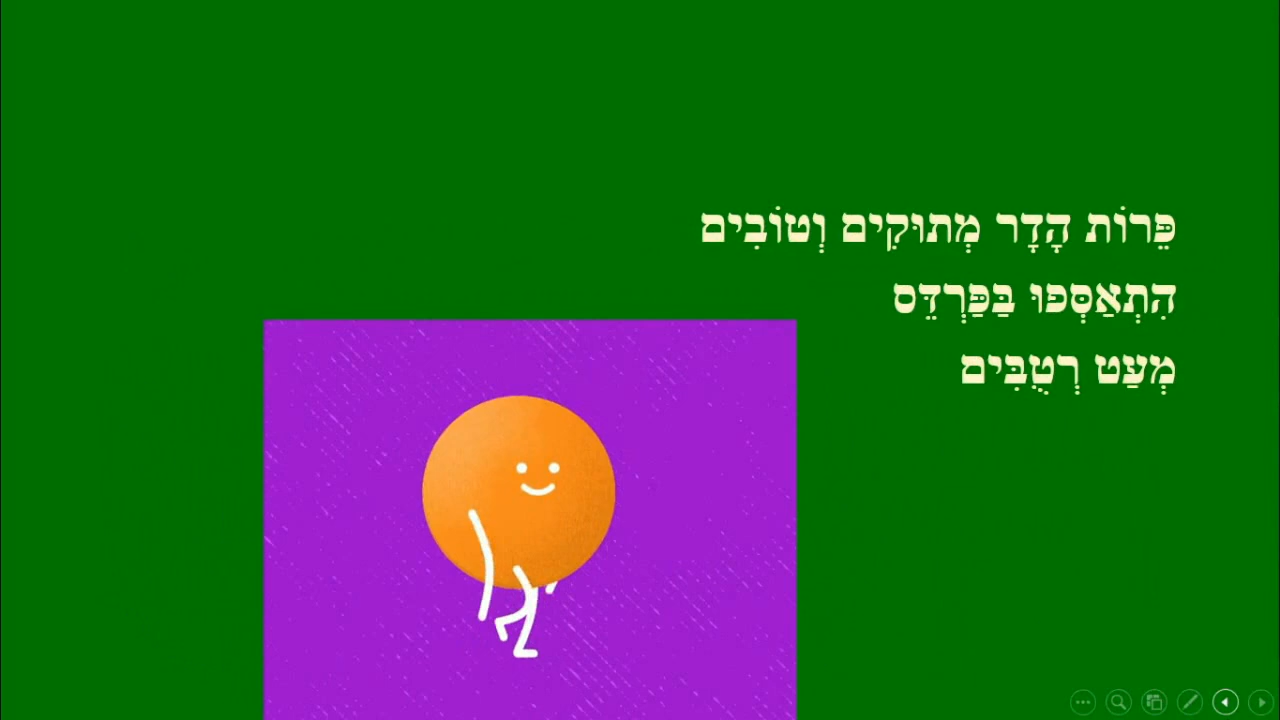 פֵּרוֹת הָדָר מְתוּקִים וְטוֹבִים
הִתְאַסְּפוּ בַּפַּרְדֵּס
מְעַט רְטֻבִּים